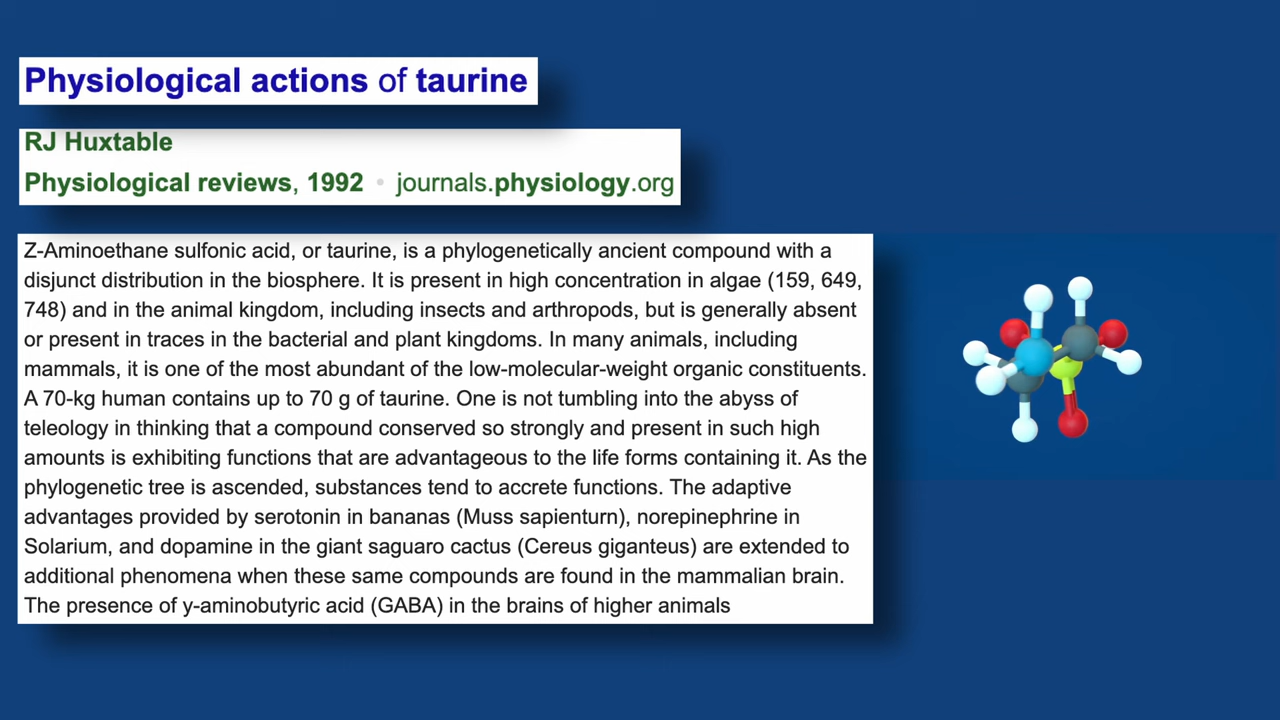 Physiological actions of taurine
RJ Huxtable
Physiological reviews, 1992 • journals.physiology.org
Z-Aminoethane sulfonic acid, or taurine, is a phylogenetically ancient compound with a
disjunct distribution in the biosphere. It is present in high concentration in algae (159, 649,
748) and in the animal kingdom, including insects and arthropods, but is generally absent
or present in traces in the bacterial and plant kingdoms. In many animals, including
mammals, it is one of the most abundant of the low-molecular-weight organic constituents.
A 70-kg human contains up to 70 g of taurine. One is not tumbling into the abyss of
teleology in thinking that a compound conserved so strongly and present in such high
amounts is exhibiting functions that are advantageous to the life forms containing it. As the
phylogenetic tree is ascended, substances tend to accrete functions. The adaptive
advantages provided by serotonin in bananas (Muss sapienturn), norepinephrine in
Solarium, and dopamine in the giant saguaro cactus (Cereus giganteus) are extended to
additional phenomena when these same compounds are found in the mammalian brain.
The presence of y-aminobutyric acid (GABA) in the brains of higher animals